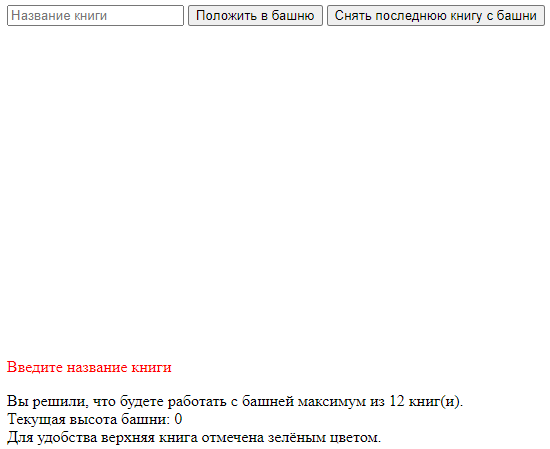 Название книги Положить в башню Снять последнюю книгу с башни
Введите название книги
Вы решили, что будете работать с башней максимум из 12 книг(и).
Текущая высота башни: 0
Для удобства верхняя книга отмечена зелёным цветом.